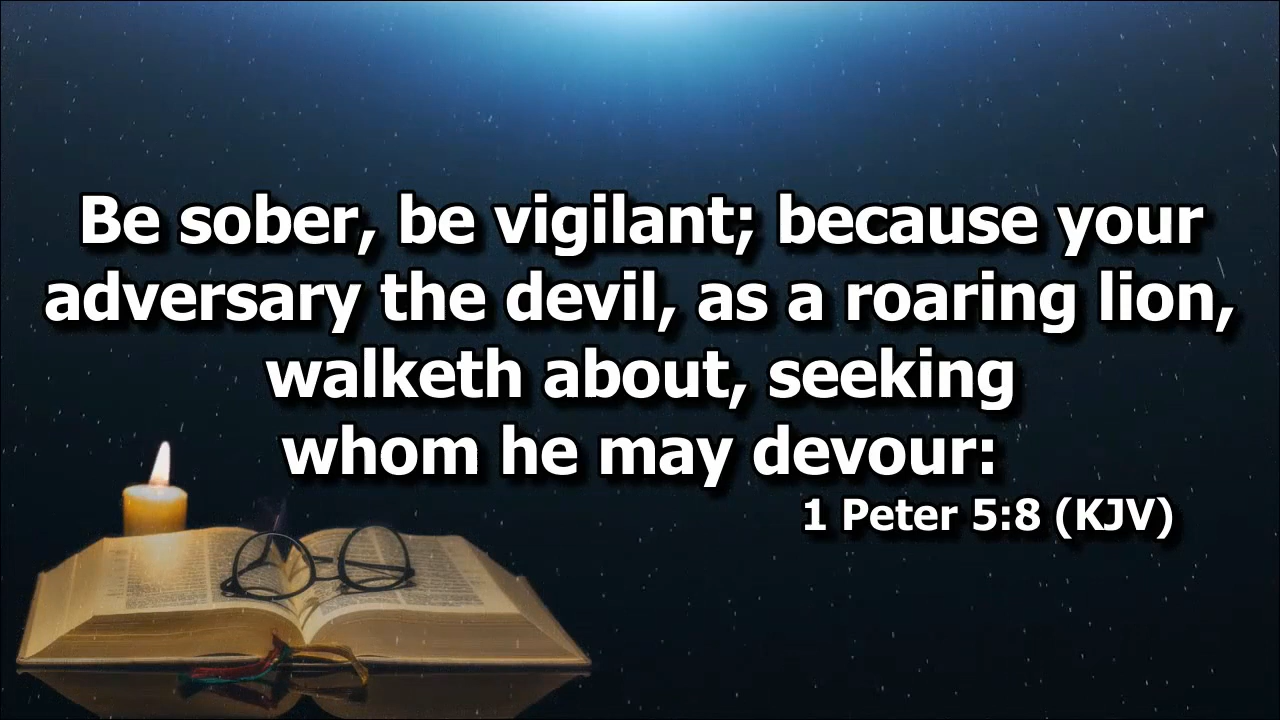 Be sober, be vigilant; because your
adversary the devil, as a roaring lion,
walketh about, seeking
whom he may devour:
1 Peter 5:8 (KJV)